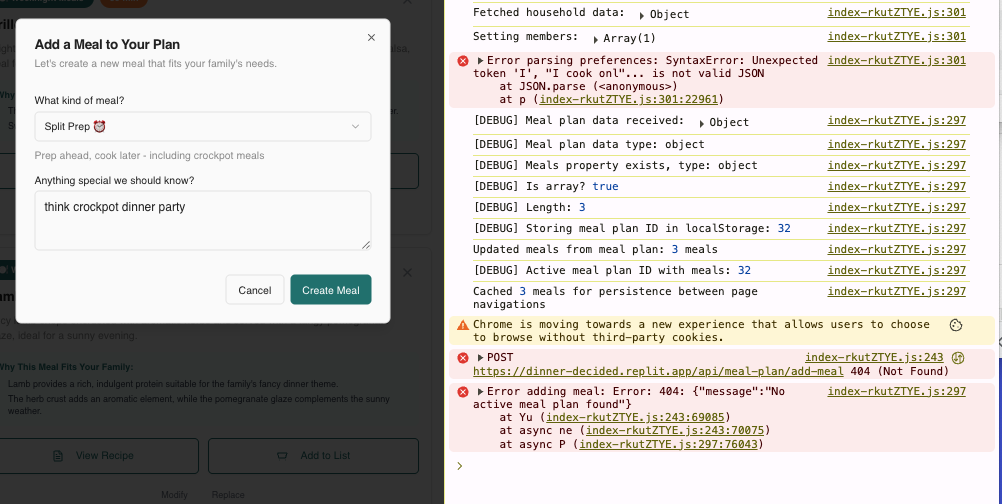 Add a Meal to Your Plan
Let's create a new meal that fits your family's needs.
What kind of meal?
Split Prep ⏰
Prep ahead, cook later - including crockpot meals
Anything special we should know?
think crockpot dinner party
Cancel
Create Meal
ize, ideal for a sunny evening.
Why This Meal Fits Your Family:
Lamb provides a rich, indulgent protein suitable for the family's fancy dinner theme.
The herb crust adds an aromatic element, while the pomegranate glaze complements the sunny
weather.
View Recipe
Add to List
Modify
Replace
Fetched household data: ▶ Object index-rkutZTYE.js:301
Setting members: ▶ Array(1) index-rkutZTYE.js:301
▶ Error parsing preferences: SyntaxError: Unexpected index-rkutZTYE.js:301
token 'I', "I cook onl"... is not valid JSON
at JSON.parse (<anonymous>)
at p (index-rkutZTYE.js:301:22961)
[DEBUG] Meal plan data received: ▶ Object index-rkutZTYE.js:297
[DEBUG] Meal plan data type: object index-rkutZTYE.js:297
[DEBUG] Meals property exists, type: object index-rkutZTYE.js:297
[DEBUG] Is array? true index-rkutZTYE.js:297
[DEBUG] Length: 3 index-rkutZTYE.js:297
[DEBUG] Storing meal plan ID in localStorage: 32 index-rkutZTYE.js:297
Updated meals from meal plan: 3 meals index-rkutZTYE.js:297
[DEBUG] Active meal plan ID with meals: 32 index-rkutZTYE.js:297
Cached 3 meals for persistence between page index-rkutZTYE.js:297
navigations
Chrome is moving towards a new experience that allows users to choose
to browse without third-party cookies.
▶ POST index-rkutZTYE.js:243
https://dinner-decided.replit.app/api/meal-plan/add-meal 404 (Not Found)
▶ Error adding meal: Error: 404: {"message":"No index-rkutZTYE.js:297
active meal plan found"}
at Yu (index-rkutZTYE.js:243:69085)
at async ne (index-rkutZTYE.js:243:70075)
at async P (index-rkutZTYE.js:297:76043)